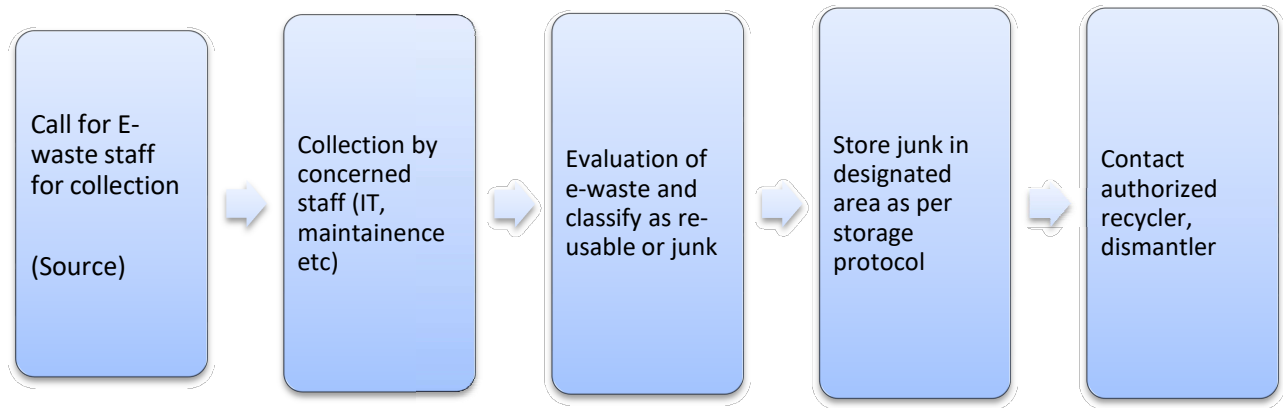 Call for E-
waste staff
for collection
(Source)
Collection by
concerned
staff (IT,
maintainence
etc)
Evaluation of
e-waste and
classify as re-
usable or junk
Store junk in
designated
area as per
storage
protocol
Contact
authorized
recycler,
dismantler